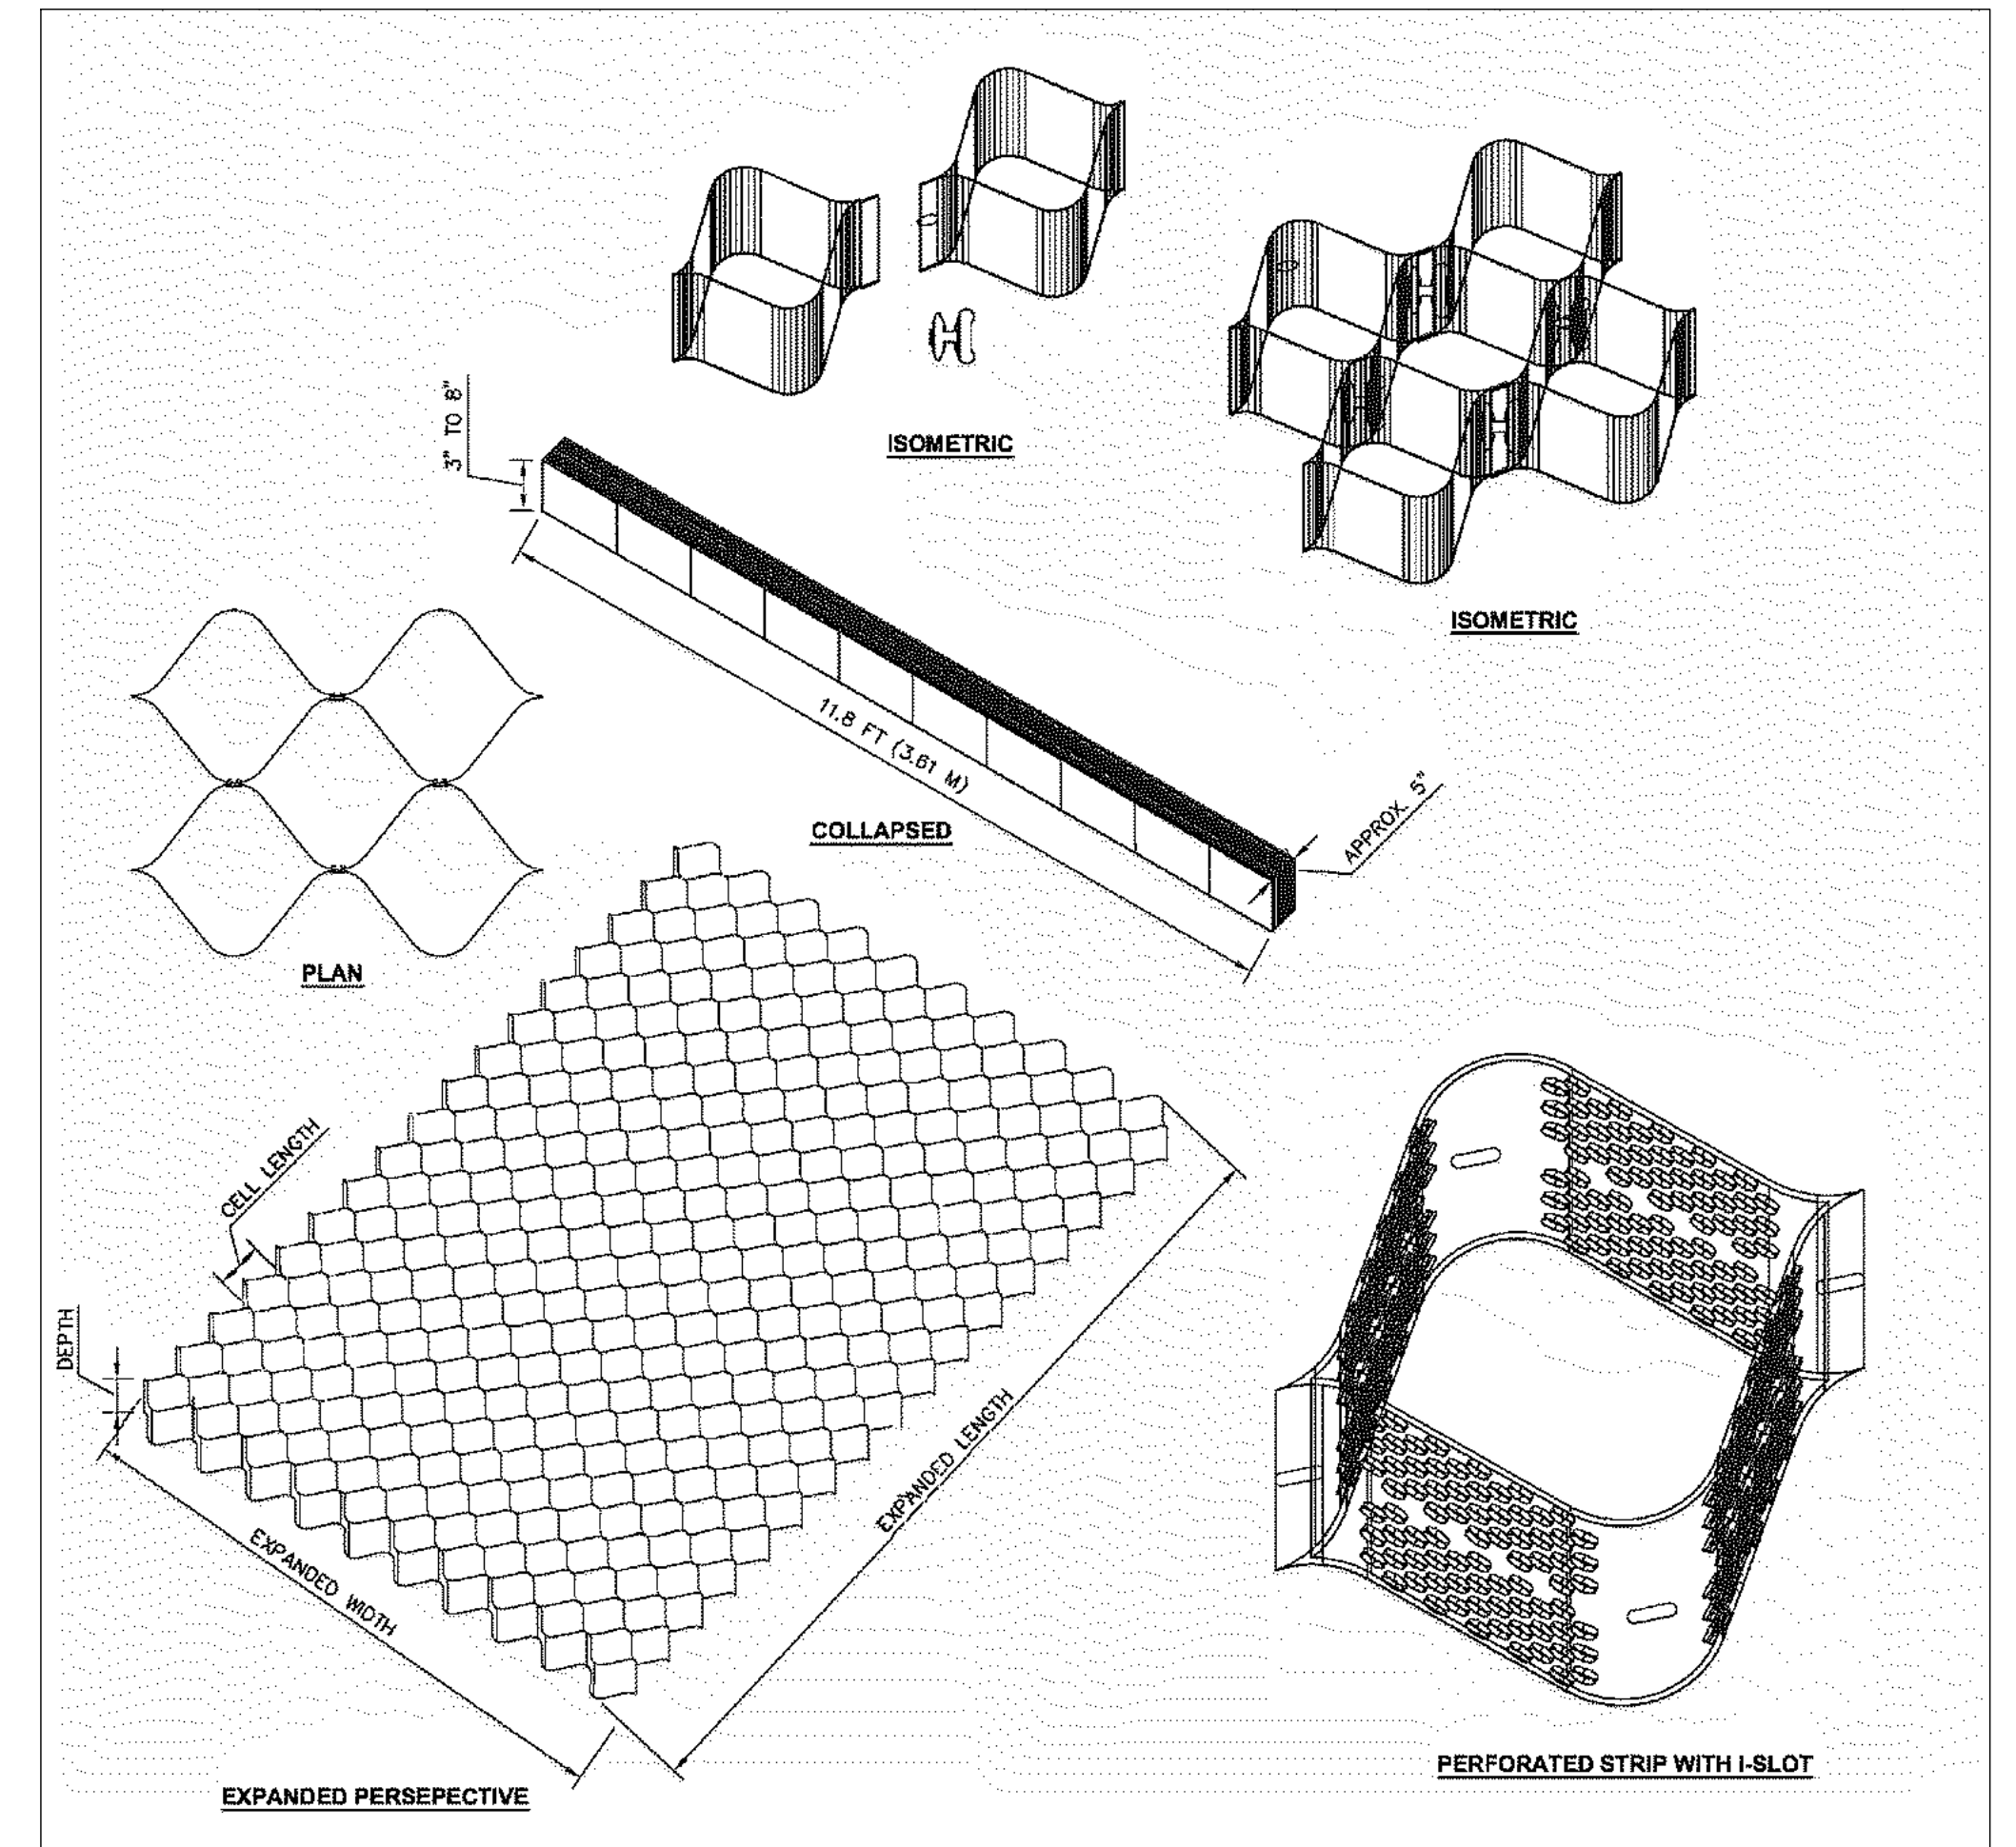 3" TO 8"
ISOMETRIC
ISOMETRIC
11.8 FT (3.61 M)
APPROX. 5"
COLLAPSED
PLAN
CELL LENGTH
DEPTH
EXPANDED WIDTH
EXPANDED LENGTH
EXPANDED PERSEPECTIVE
PERFORATED STRIP WITH I-SLOT